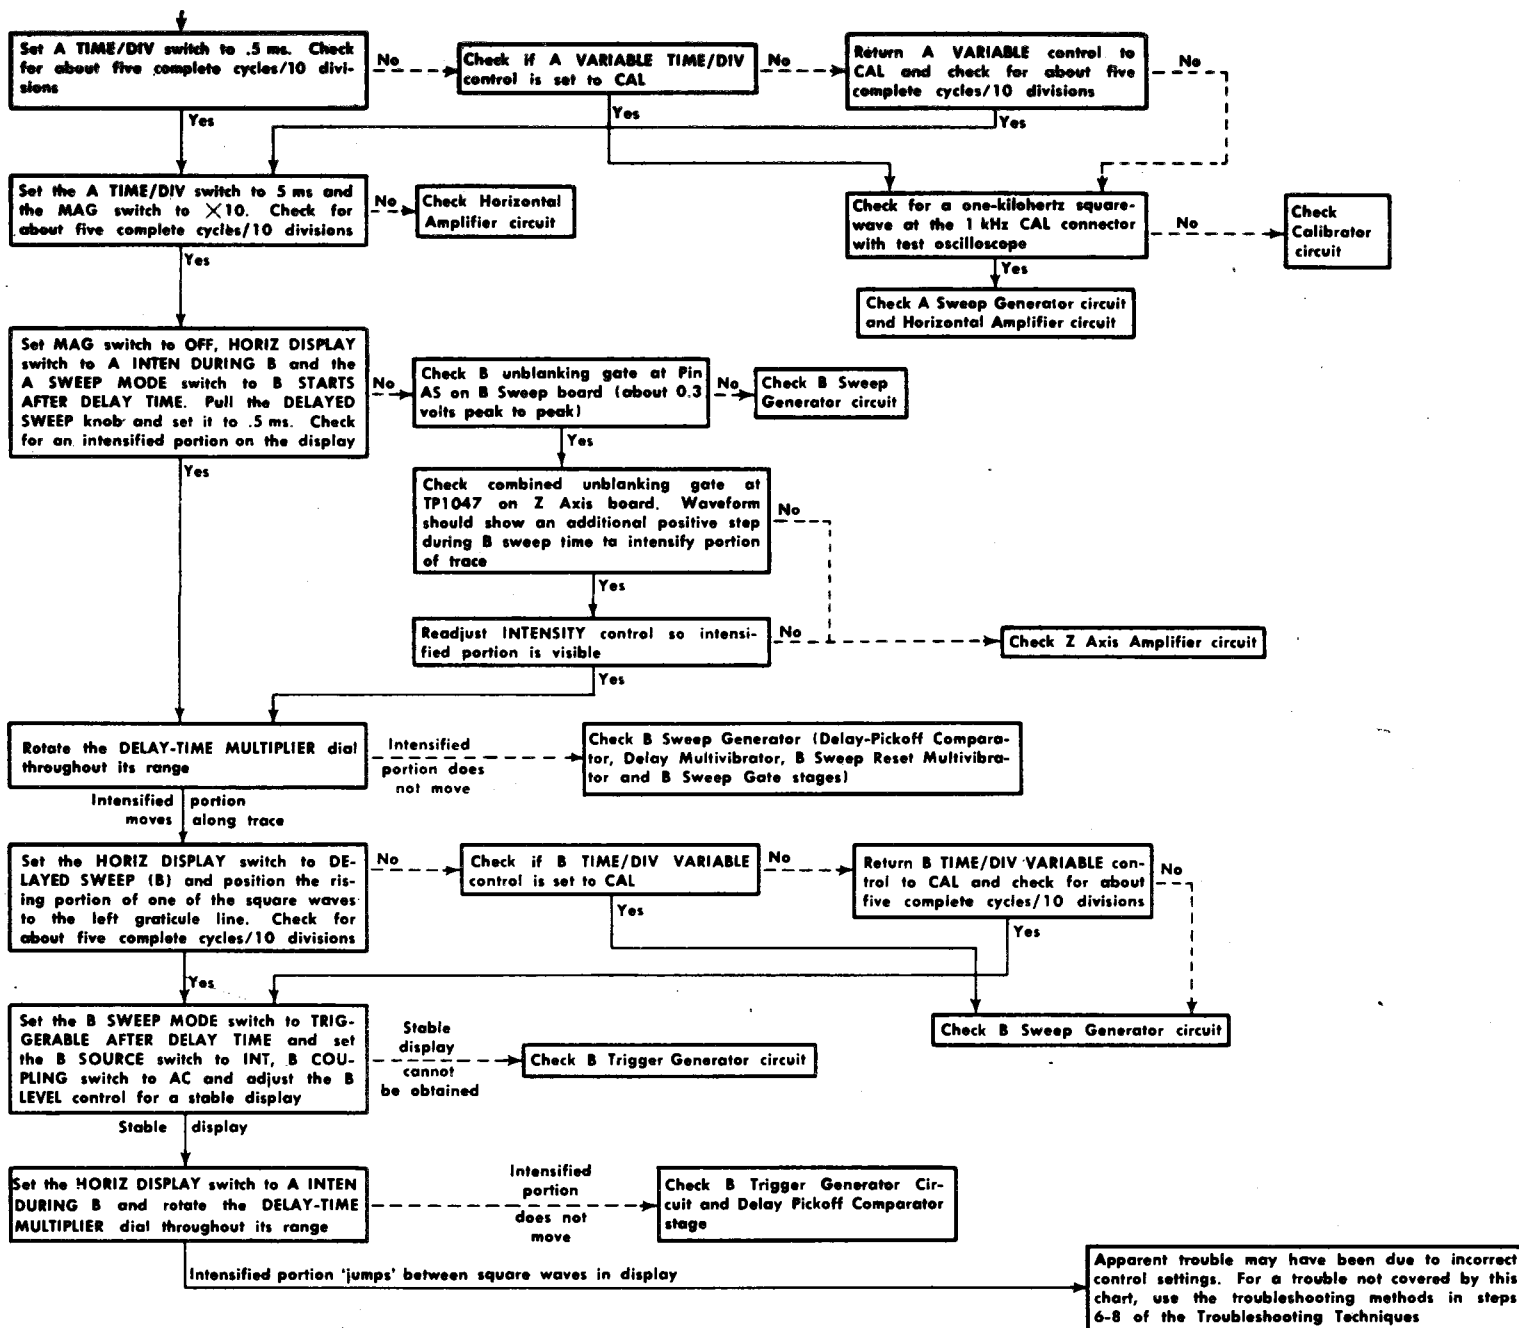 Set A TIME/DIV switch to .5 ms. Check
for about five complete cycles/10 divi-
sions
No
Check if A VARIABLE TIME/DIV
control is set to CAL
No
Return A VARIABLE control to
CAL and check for about five
complete cycles/10 divisions
No
Yes
Yes
Yes
Set the A TIME/DIV switch to 5 ms and
the MAG switch to ×10. Check for
about five complete cycles/10 divisions
No
Check Horizontal
Amplifier circuit
Check for a one-kilohertz square-
wave at the 1 kHz CAL connector
with test oscilloscope
No
Check
Calibrator
circuit
Yes
Yes
Check A Sweep Generator circuit
and Horizontal Amplifier circuit
Set MAG switch to OFF, HORIZ DISPLAY
switch to A INTEN DURING B and the
A SWEEP MODE switch to B STARTS
AFTER DELAY TIME. Pull the DELAYED
SWEEP knob and set it to .5 ms. Check
for an intensified portion on the display
No
Check B unblanking gate at Pin
AS on B Sweep board (about 0.3
volts peak to peak)
No
Check B Sweep
Generator circuit
Yes
Yes
Check combined unblanking gate at
TP1047 on Z Axis board. Waveform
should show an additional positive step
during B sweep time ta intensify portion
of trace
No
Yes
Readjust INTENSITY control so intensi-
fied portion is visible
No
Check Z Axis Amplifier circuit
Yes
Rotate the DELAY-TIME MULTIPLIER dial
throughout its range
Intensified
portion does
not move
Check B Sweep Generator (Delay-Pickoff Compara-
tor, Delay Multivibrator, B Sweep Reset Multivibra-
tor and B Sweep Gate stages)
Intensified portion
moves along trace
Set the HORIZ DISPLAY switch to DE-
LAYED SWEEP (B) and position the ris-
ing portion of one of the square waves
to the left graticule line. Check for
about five complete cycles/10 divisions
No
Check if B TIME/DIV VARIABLE
control is set to CAL
No
Return B TIME/DIV VARIABLE con-
trol to CAL and check for about
five complete cycles/10 divisions
No
Yes
Yes
Yes
Set the B SWEEP MODE switch to TRIG-
GERABLE AFTER DELAY TIME and set
the B SOURCE switch to INT, B COU-
PLING switch to AC and adjust the B
LEVEL control for a stable display
Stable
display
cannot
be obtained
Check B Trigger Generator circuit
Check B Sweep Generator circuit
Stable display
Set the HORIZ DISPLAY switch to A INTEN
DURING B and rotate the DELAY-TIME
MULTIPLIER dial throughout its range
Intensified
portion
does not
move
Check B Trigger Generator Cir-
cuit and Delay Pickoff Comparator
stage
Intensified portion 'jumps' between square waves in display
Apparent trouble may have been due to incorrect
control settings. For a trouble not covered by this
chart, use the troubleshooting methods in steps
6-8 of the Troubleshooting Techniques